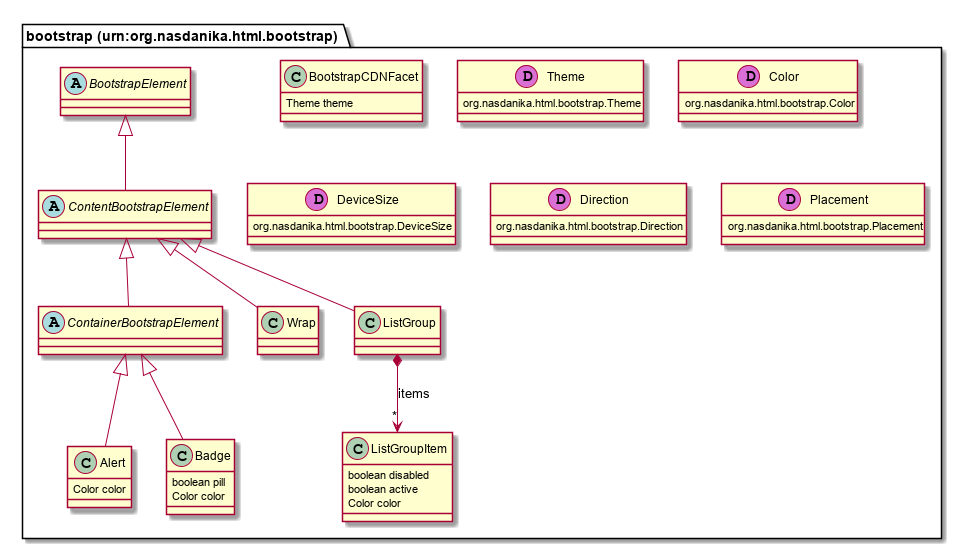 bootstrap (urn:org.nasdanika.html.bootstrap)
A BootstrapElement
C BootstrapCDNFacet
Theme theme
D Theme
org.nasdanika.html.bootstrap.Theme
D Color
org.nasdanika.html.bootstrap.Color
A ContentBootstrapElement
D DeviceSize
org.nasdanika.html.bootstrap.DeviceSize
D Direction
org.nasdanika.html.bootstrap.Direction
D Placement
org.nasdanika.html.bootstrap.Placement
A ContainerBootstrapElement
C Wrap
C ListGroup
items
*
C Alert
Color color
C Badge
boolean pill
Color color
C ListGroupItem
boolean disabled
boolean active
Color color